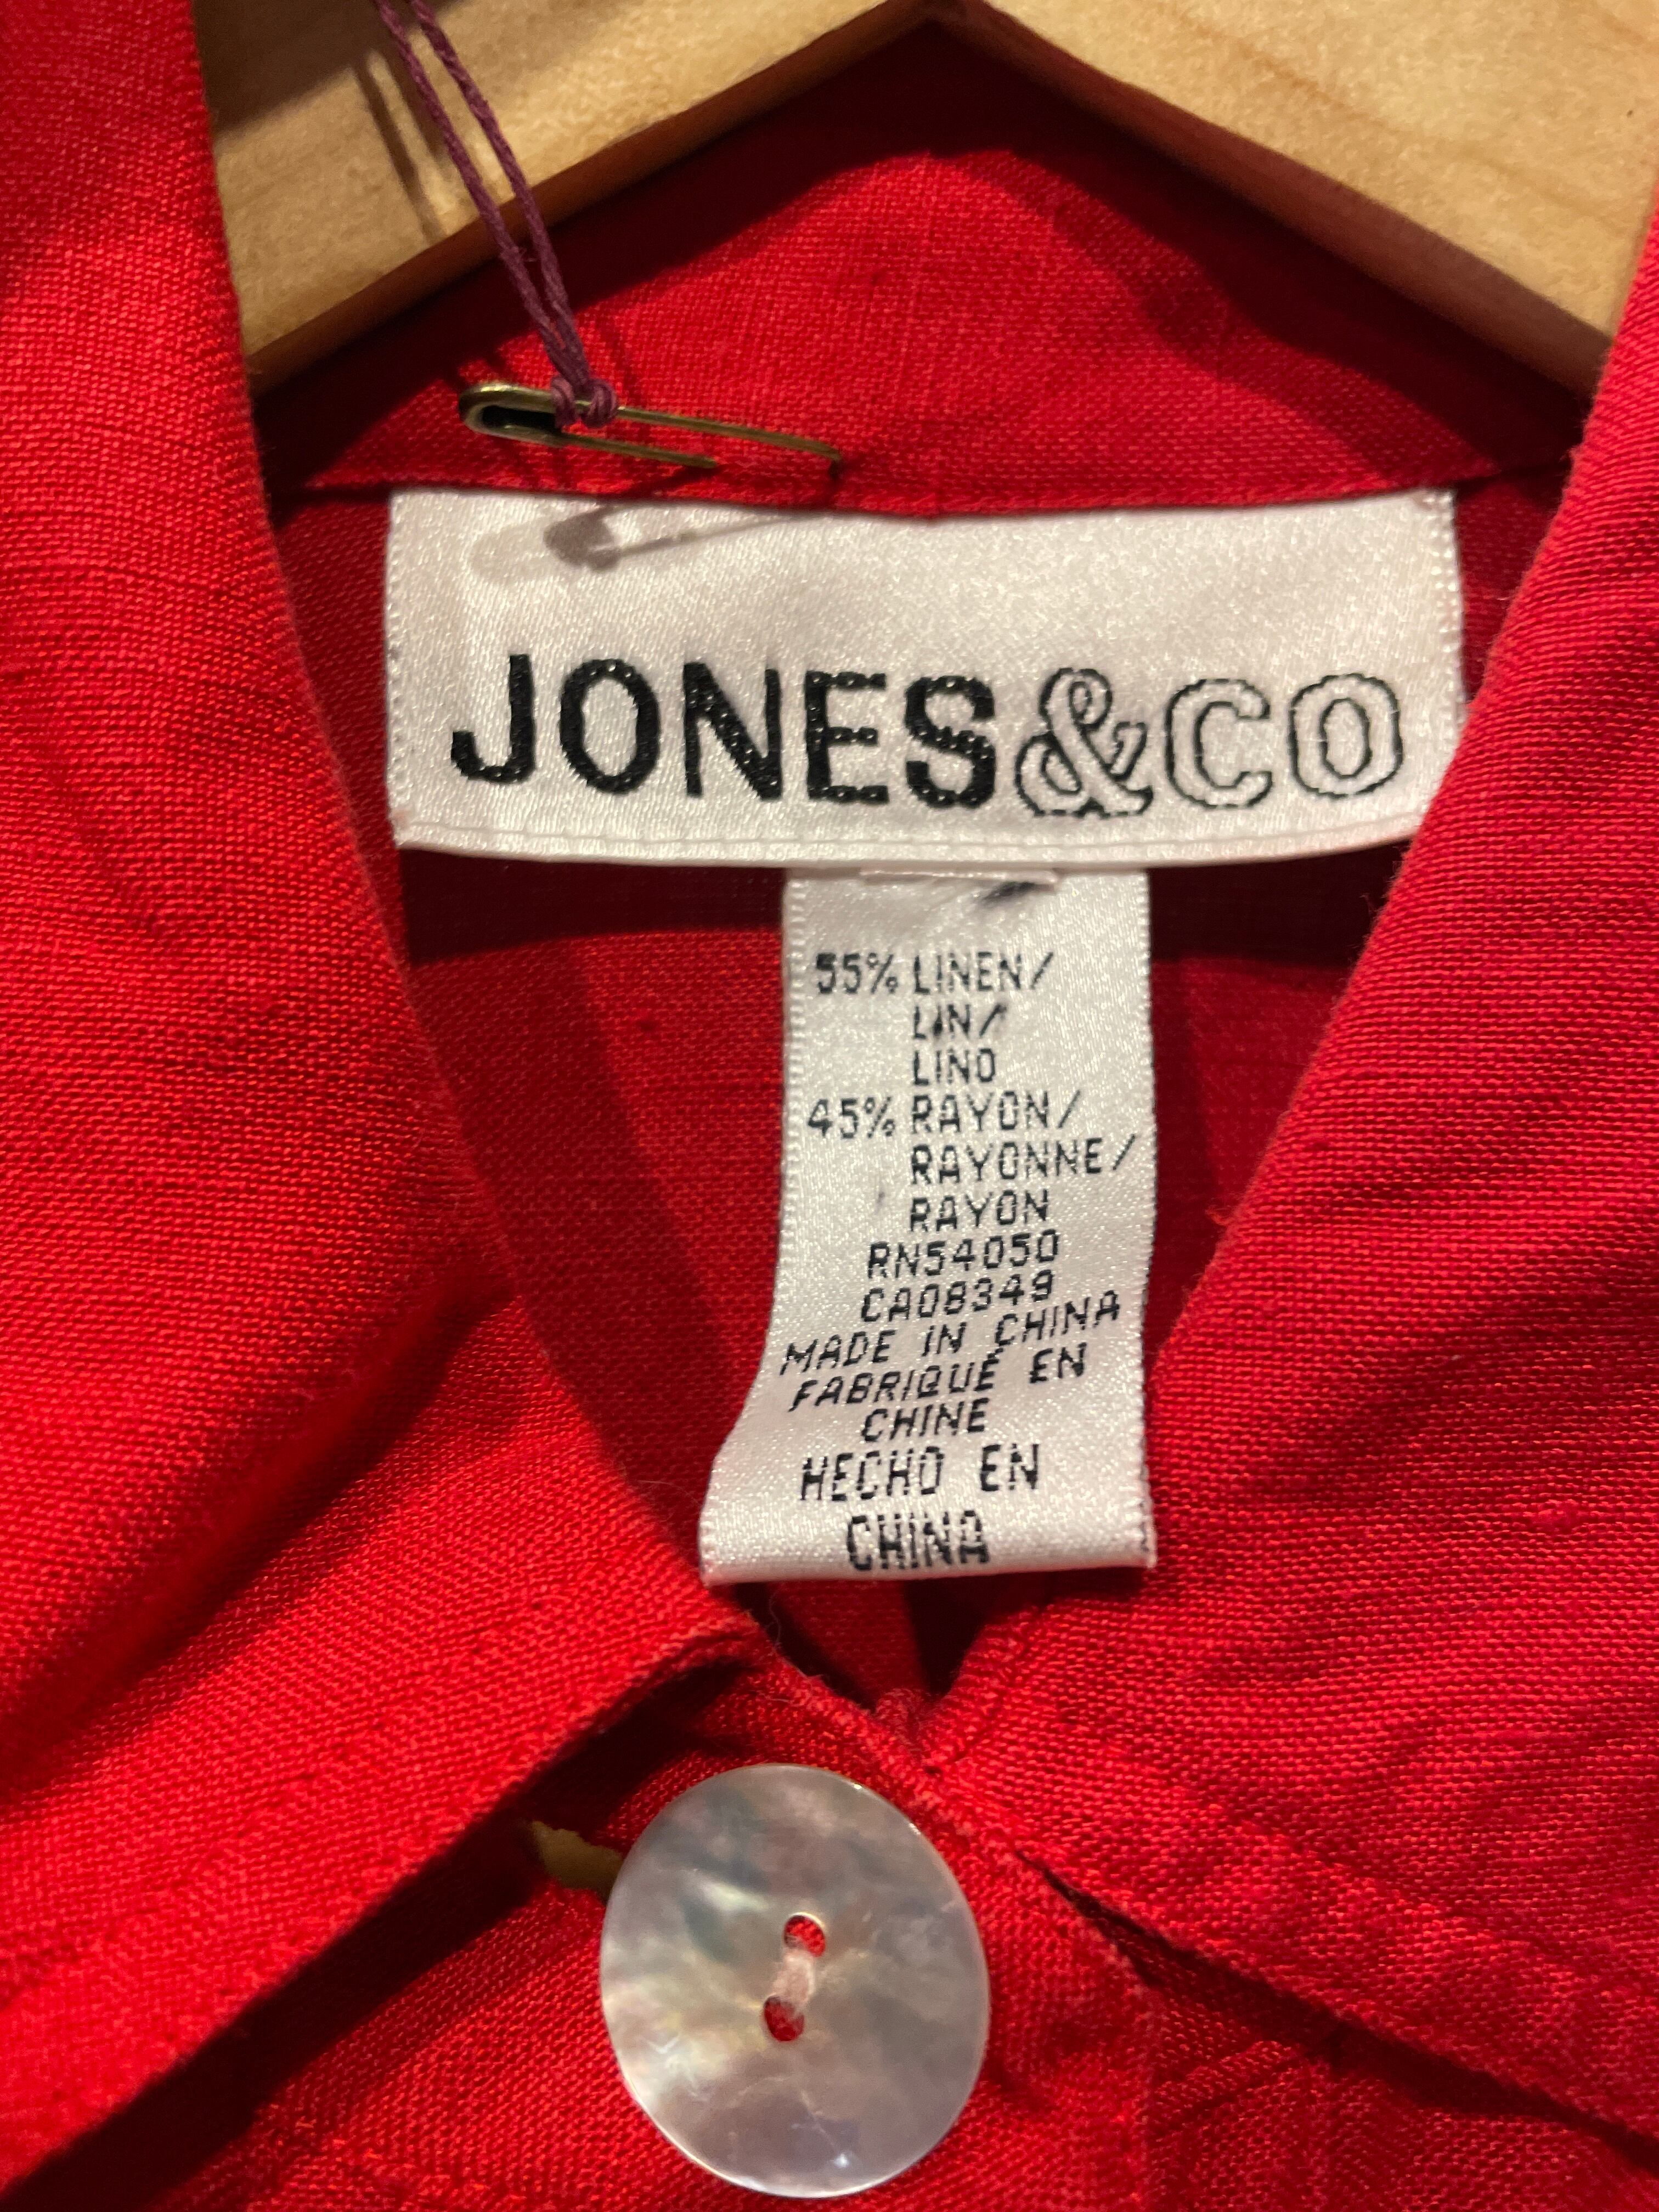 JONES&CO
55% LINEN/
LIN/
LINO
45% RAYON/
RAYONNE/
RAYON
RN54050
CA08349
MADE IN CHINA
FABRIQUÉ EN
CHINE
HECHO EN
CHINA